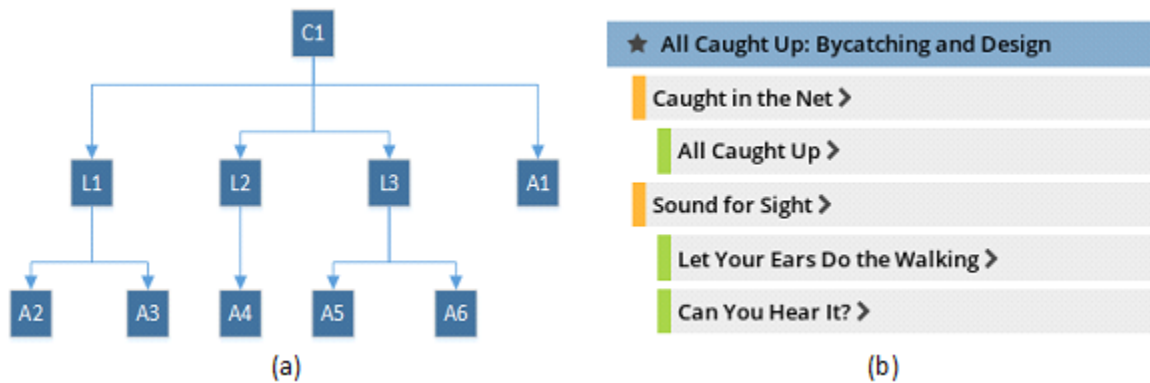 C1
L1
L2
L3
A1
A2
A3
A4
A5
A6
(a)
All Caught Up: Bycatching and Design
Caught in the Net
All Caught Up
Sound for Sight
Let Your Ears Do the Walking
Can You Hear It?
(b)